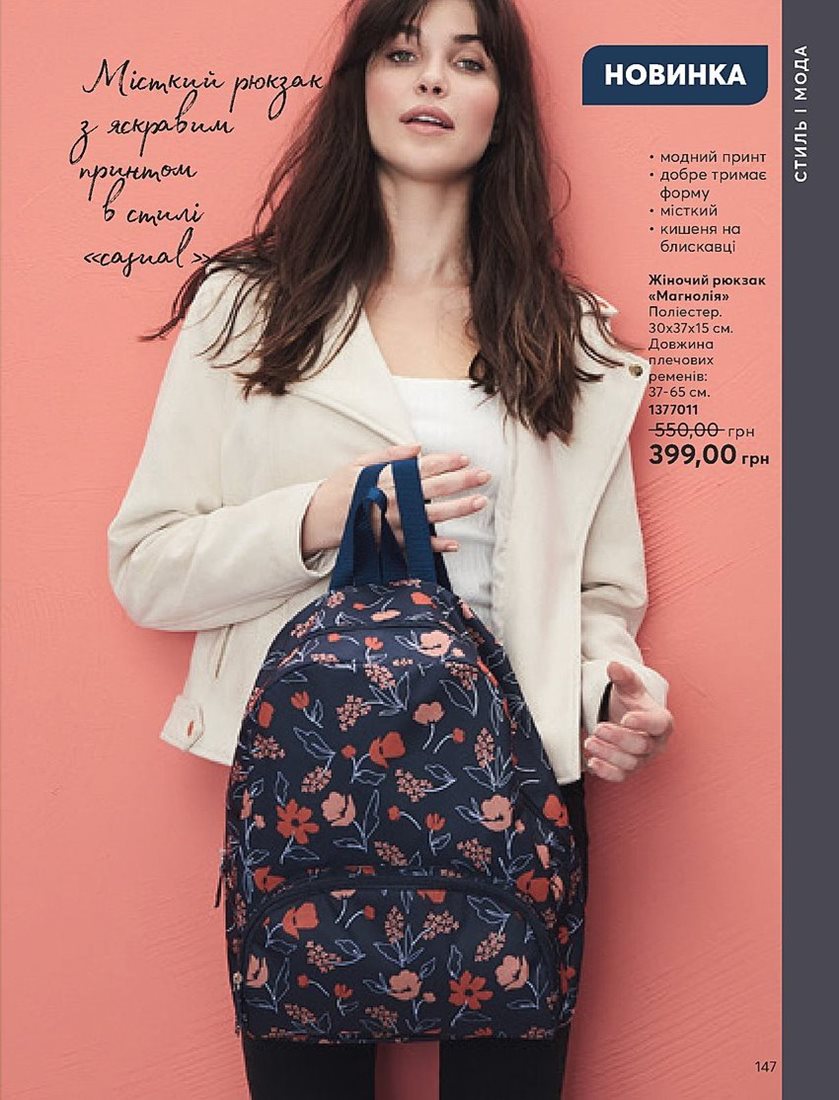 Місткий рюкзак
з яскравим
принтом
в стилі
«casual»
НОВИНКА
СТИЛЬ І МОДА
• модний принт
• добре тримає
форму
• місткий
• кишеня на
блискавці
Жіночий рюкзак
«Магнолія»
Поліестер.
30х37х15 см.
Довжина
плечових
ременів:
37-65 см.
1377011
550,00 грн
399,00 грн
147